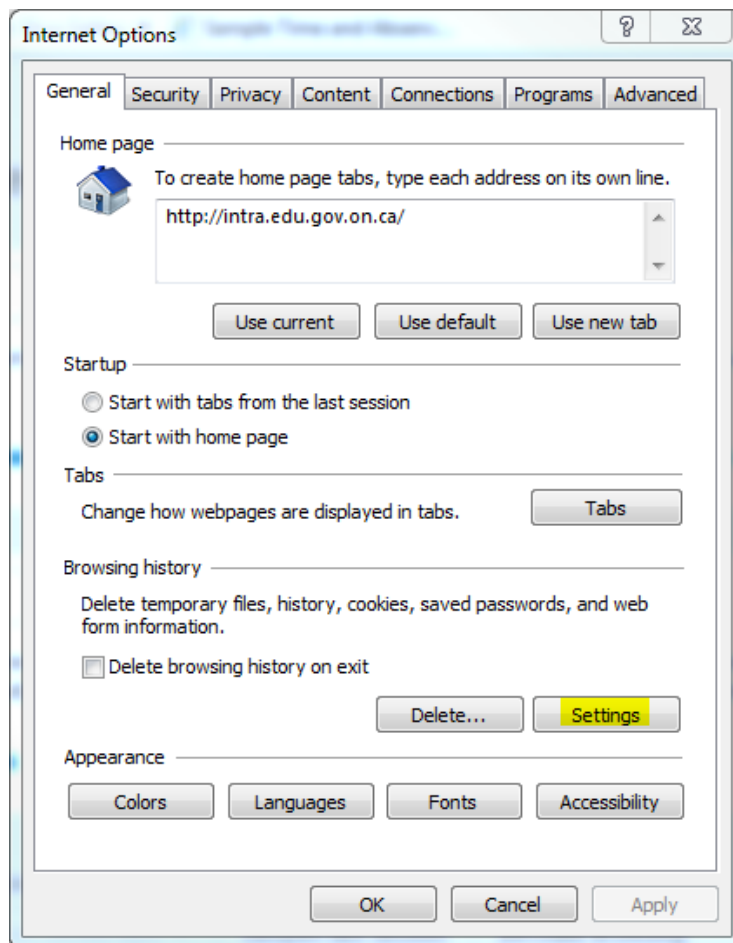 Internet Options
General Security Privacy Content Connections Programs Advanced
Home page
To create home page tabs, type each address on its own line.
http://intra.edu.gov.on.ca/
Use current Use default Use new tab
Startup
Start with tabs from the last session
Start with home page
Tabs
Change how webpages are displayed in tabs.
Tabs
Browsing history
Delete temporary files, history, cookies, saved passwords, and web
form information.
Delete browsing history on exit
Delete... Settings
Appearance
Colors Languages Fonts Accessibility
OK Cancel Apply